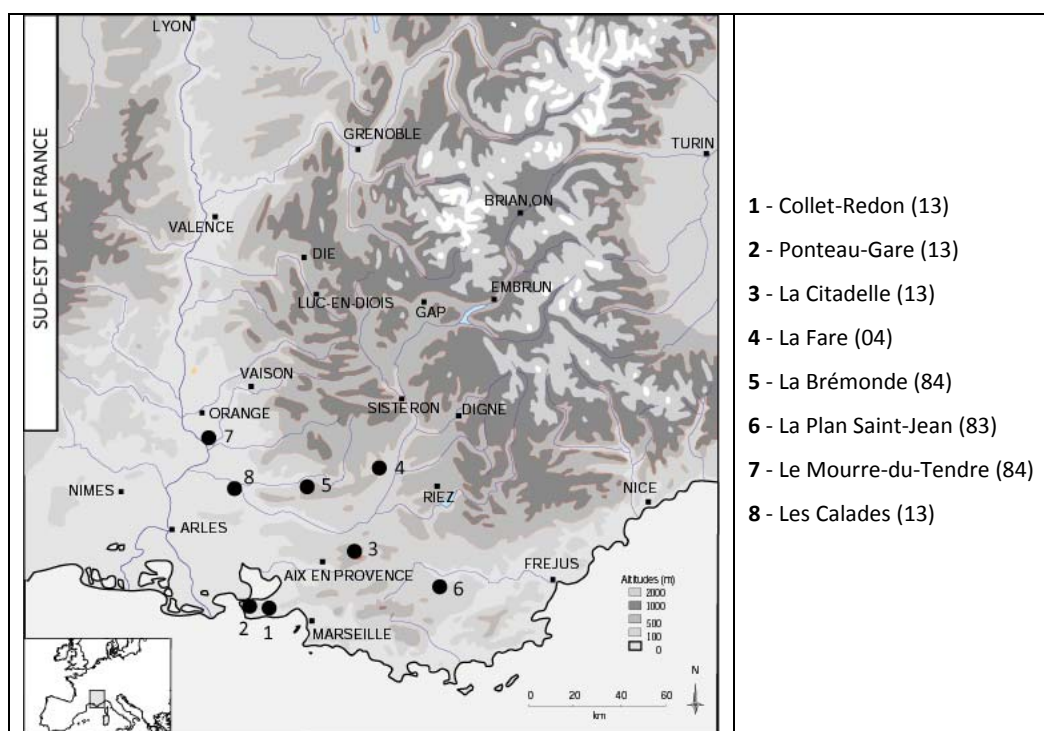 SUD-EST DE LA FRANCE
LYON
GRENOBLE
TURIN
BRIAN,ON
VALENCE
DIE
LUC-EN-DIOIS
EMBRUN
GAP
VAISON
SISTERON
DIGNE
ORANGE
7
4
8
5
NIMES
RIEZ
NICE
ARLES
3
AIX EN PROVENCE
FREJUS
6
2 1
MARSEILLE
Altitudes (m)
2000
1000
500
100
0
N
0 20 40 60
km
1 - Collet-Redon (13)
2 - Ponteau-Gare (13)
3 - La Citadelle (13)
4 - La Fare (04)
5 - La Brémonde (84)
6 - La Plan Saint-Jean (83)
7 - Le Mourre-du-Tendre (84)
8 - Les Calades (13)